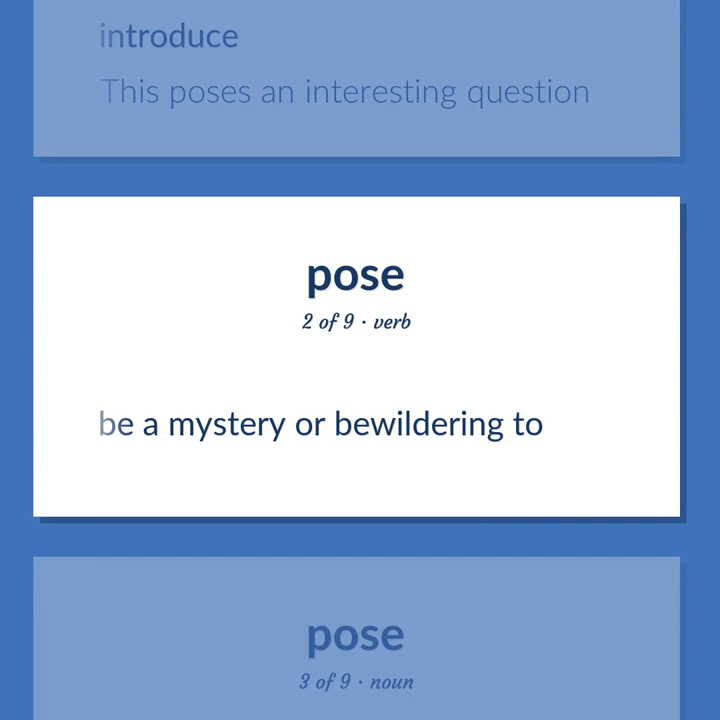 introduce
This poses an interesting question
pose
2 of 9 · verb
be a mystery or bewildering to
pose
3 of 9 · noun